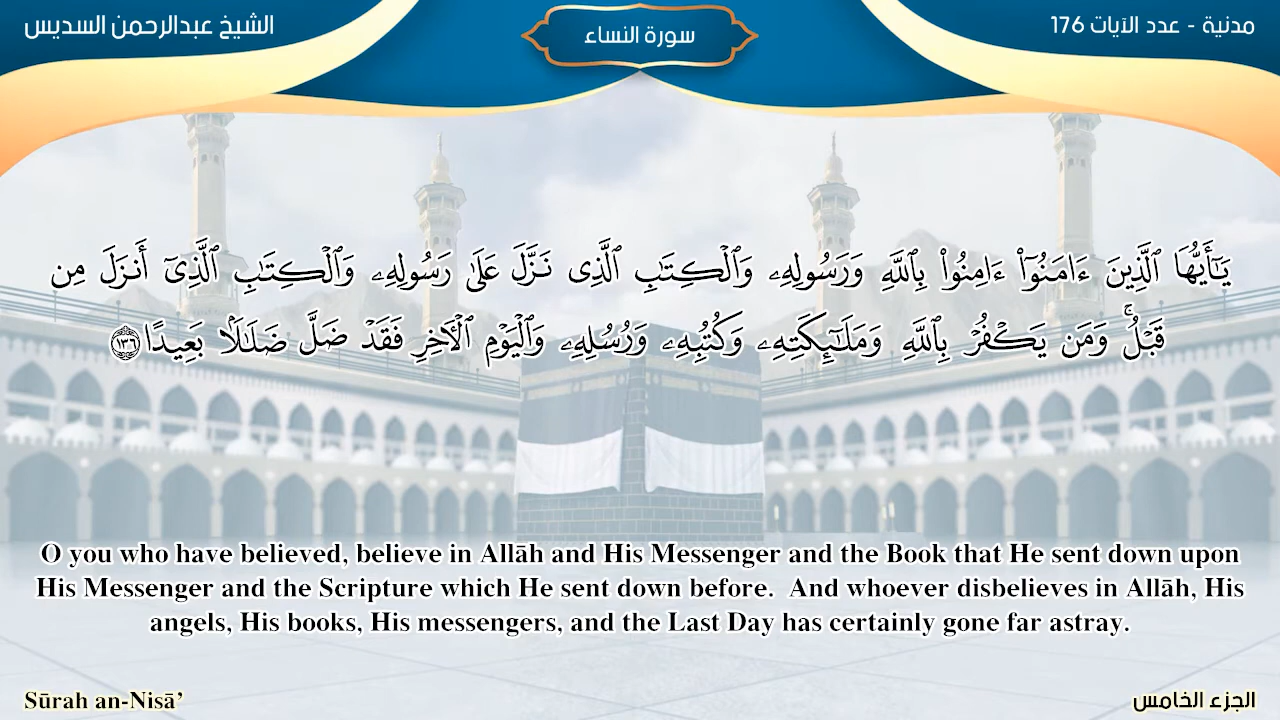 الشيخ عبدالرحمن السديس
سورة النساء
مدنية - عدد الآيات 176
يَـٰٓأَيُّهَا ٱلَّذِينَ ءَامَنُوٓا۟ ءَامِنُوا۟ بِٱللَّهِ وَرَسُولِهِۦ وَٱلْكِتَـٰبِ ٱلَّذِى نَزَّلَ عَلَىٰ رَسُولِهِۦ وَٱلْكِتَـٰبِ ٱلَّذِىٓ أَنزَلَ مِن
قَبْلُ ۚ وَمَن يَكْفُرْ بِٱللَّهِ وَمَلَـٰٓئِكَتِهِۦ وَكُتُبِهِۦ وَرُسُلِهِۦ وَٱلْيَوْمِ ٱلْـَٔاخِرِ فَقَدْ ضَلَّ ضَلَـٰلًۢا بَعِيدًا ١٣٦
O you who have believed, believe in Allāh and His Messenger and the Book that He sent down upon
His Messenger and the Scripture which He sent down before.  And whoever disbelieves in Allāh, His
angels, His books, His messengers, and the Last Day has certainly gone far astray.
Sūrah an-Nisā’
الجزء الخامس